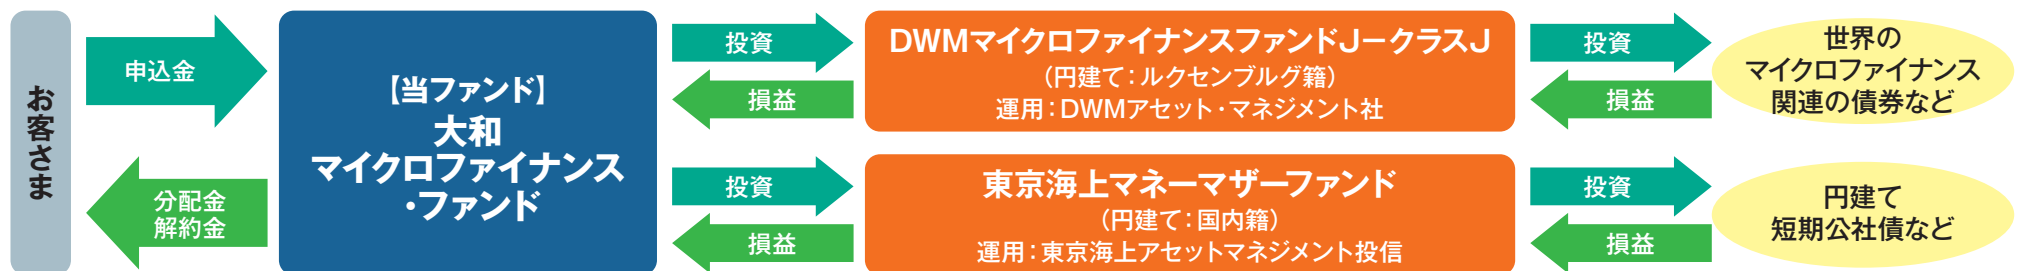 お客さま
申込金
分配金
解約金
【当ファンド】
大和
マイクロファイナンス
・ファンド
投資
損益
DWMマイクロファイナンスファンドJークラスJ
（円建て：ルクセンブルグ籍）
運用：DWMアセット・マネジメント社
投資
損益
世界の
マイクロファイナンス
関連の債券など
投資
損益
東京海上マネーマザーファンド
（円建て：国内籍）
運用：東京海上アセットマネジメント投信
投資
損益
円建て
短期公社債など